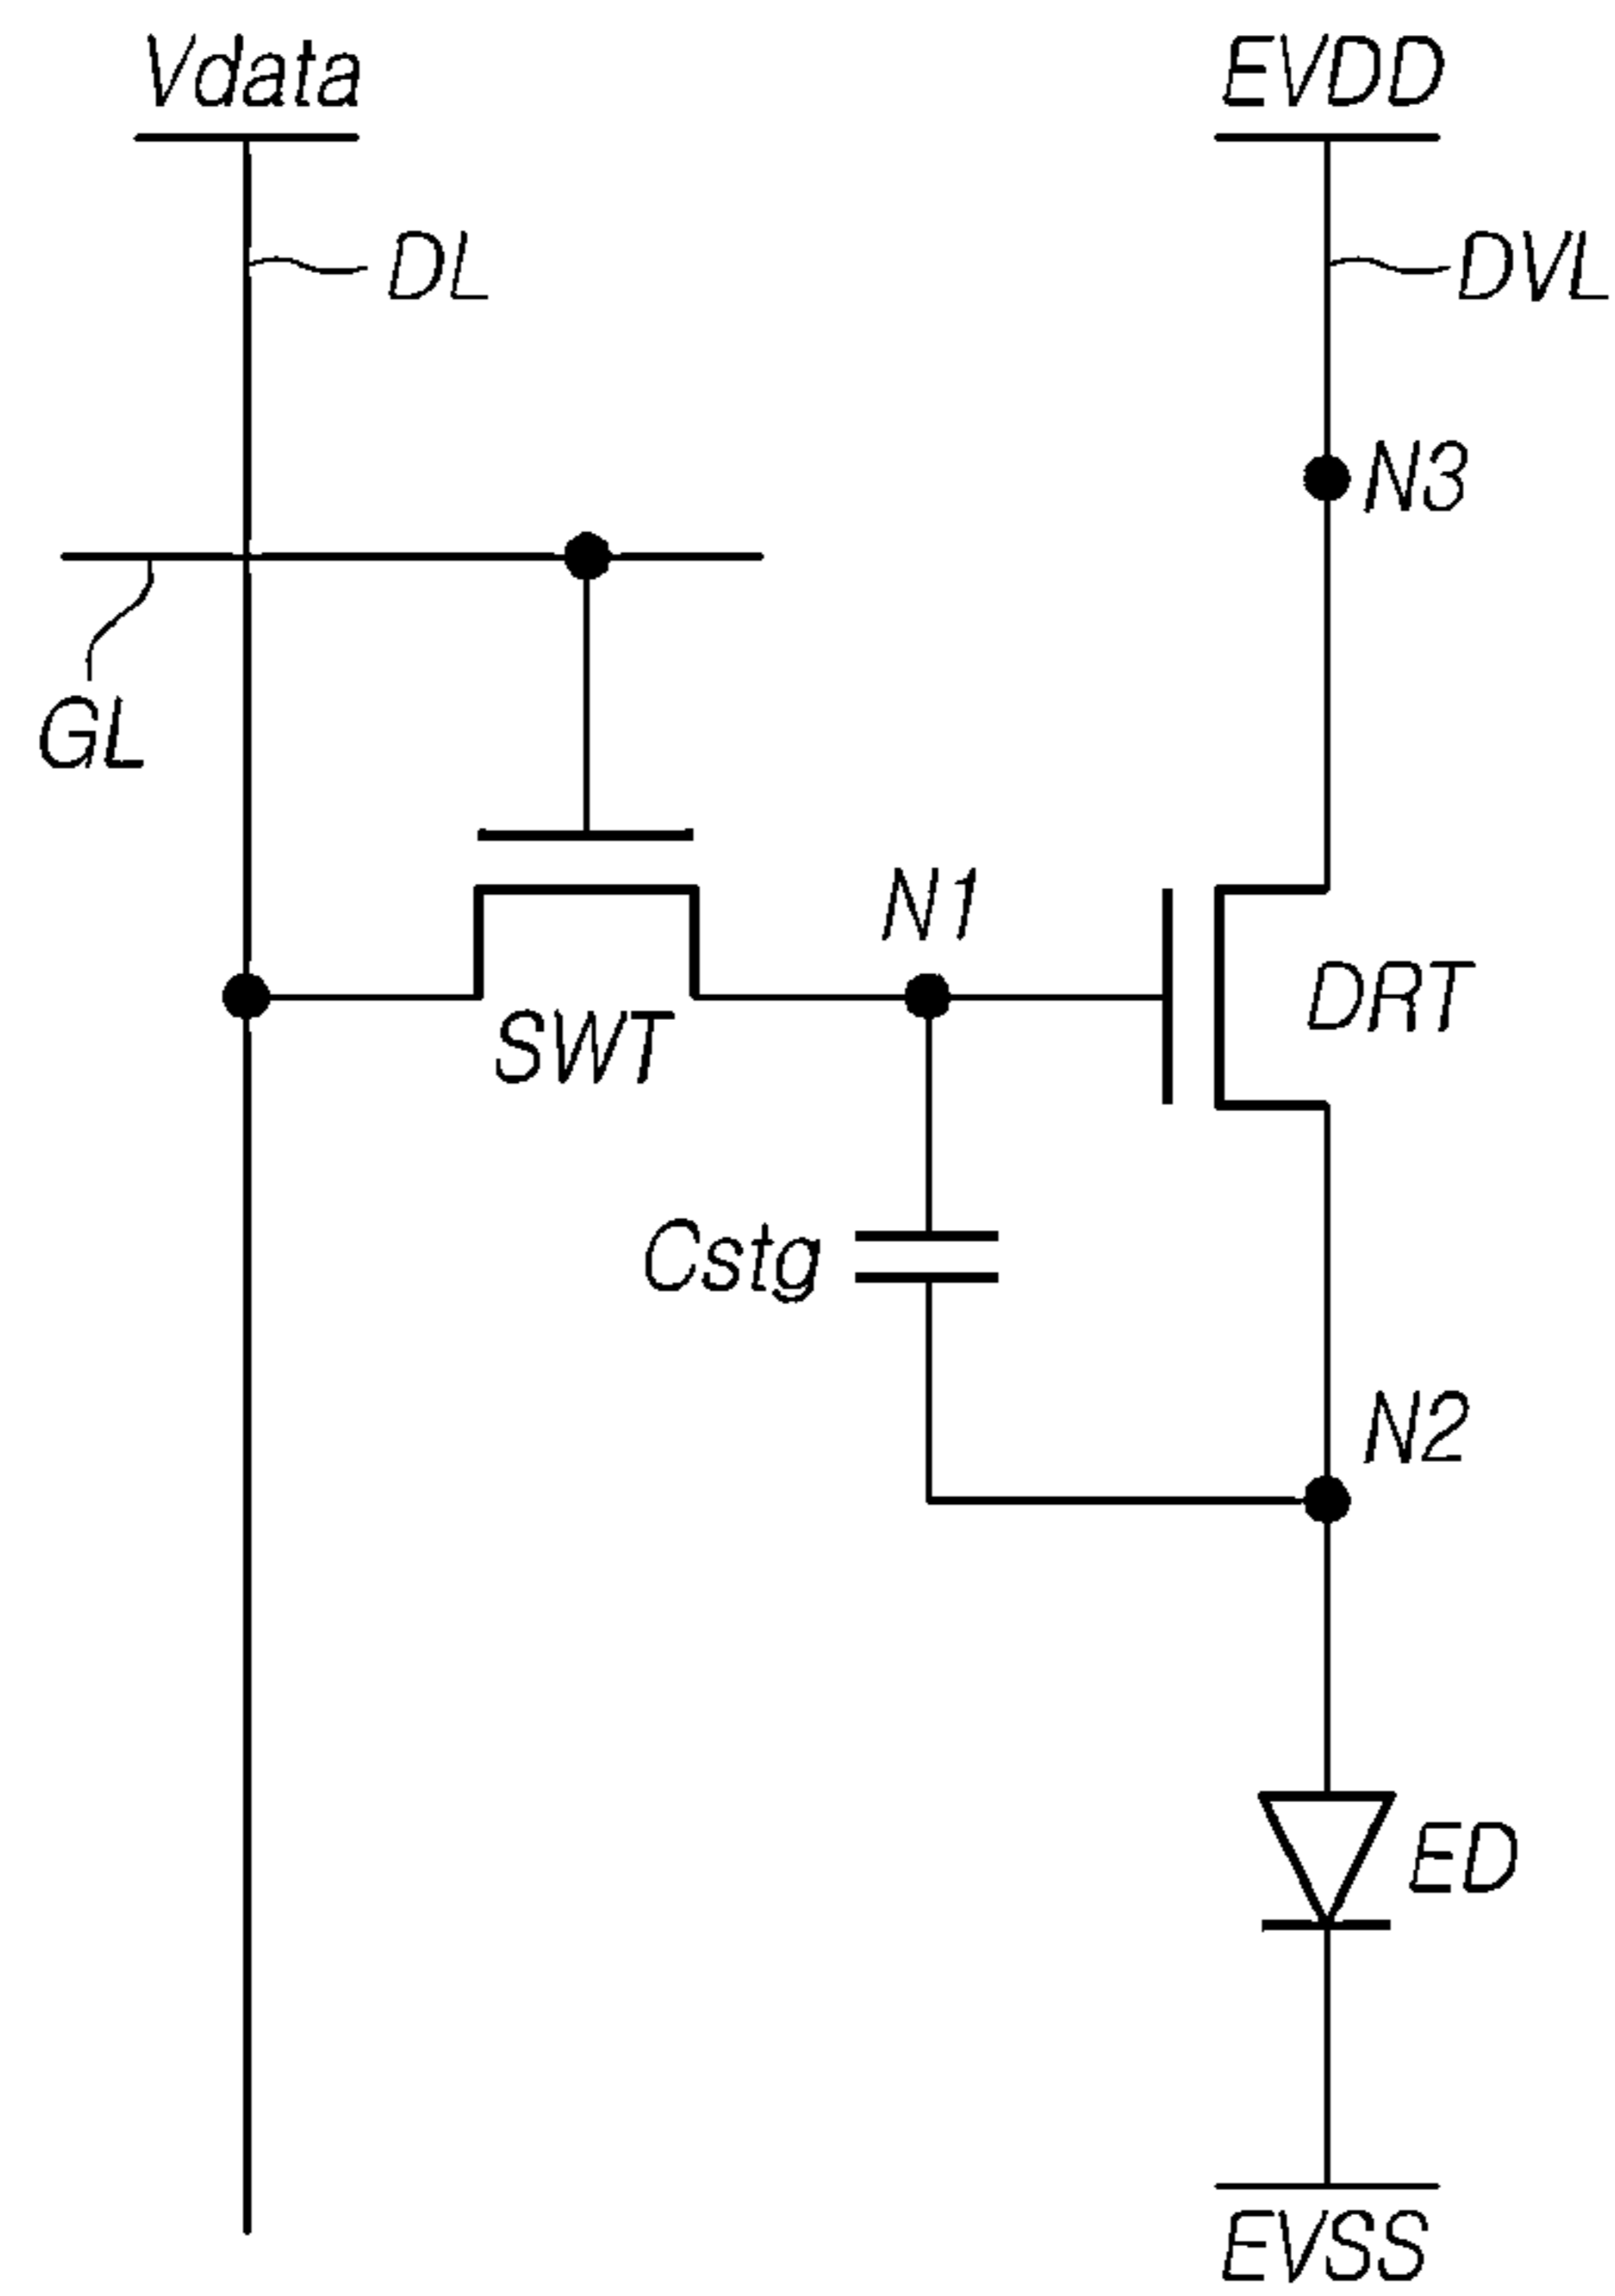 Vdata
EVDD
DL
DVL
N3
GL
N1
DRT
SWT
Cstg
N2
ED
EVSS